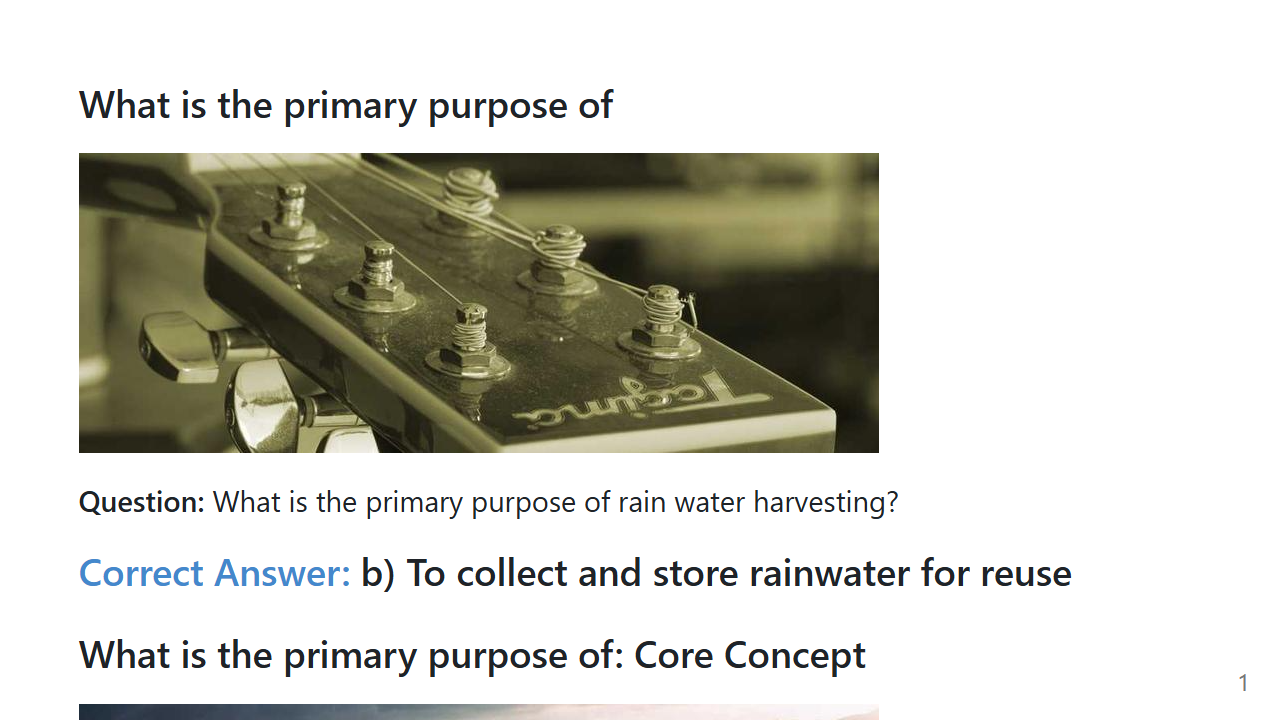 What is the primary purpose of
Tagima
Question: What is the primary purpose of rain water harvesting?
Correct Answer: b) To collect and store rainwater for reuse
What is the primary purpose of: Core Concept
1